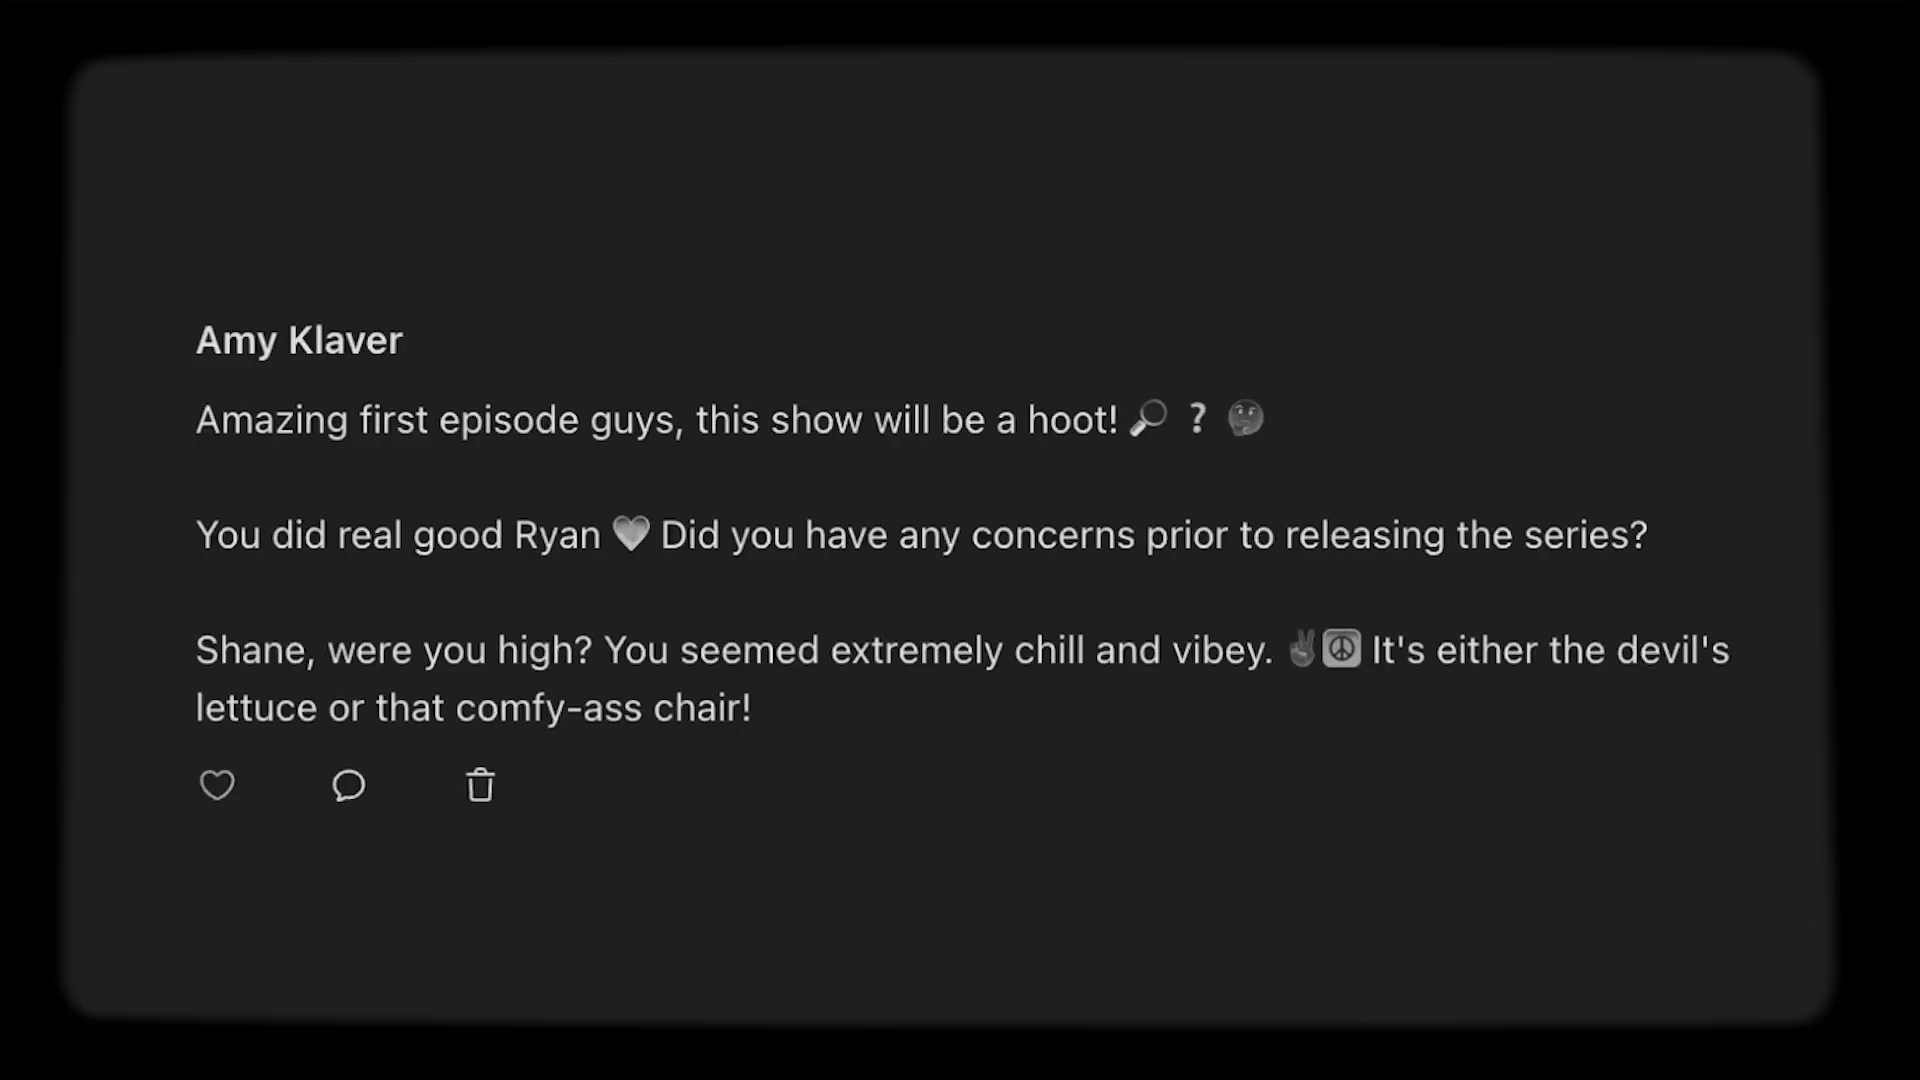 Amy Klaver
Amazing first episode guys, this show will be a hoot! 🔎 ❓ 🤔
You did real good Ryan ❤️ Did you have any concerns prior to releasing the series?
Shane, were you high? You seemed extremely chill and vibey. ✌🏿☮️ It's either the devil's
lettuce or that comfy-ass chair!